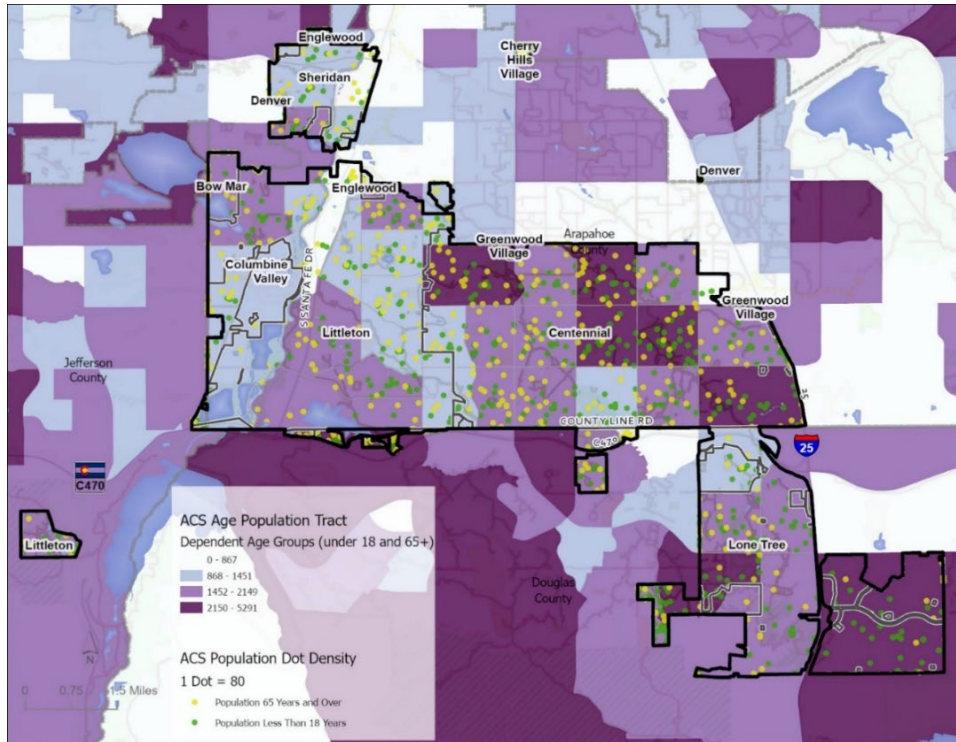 Englewood
Cherry
Hills
Village
Sheridan
Denver
Denver
Bow Mar
Englewood
Greenwood
Village
Arapahoe
County
Columbine
Valley
S SANTA FE DR
Greenwood
Village
Littleton
Centennial
Jefferson
County
25
COUNTY LINE RD
C470
25
C470
Littleton
Lone Tree
Douglas
County
ACS Age Population Tract
Dependent Age Groups (under 18 and 65+)
0 - 867
868 - 1451
1452 - 2149
2150 - 5291
ACS Population Dot Density
1 Dot = 80
Population 65 Years and Over
Population Less Than 18 Years
N
0 0.75 1.5 Miles